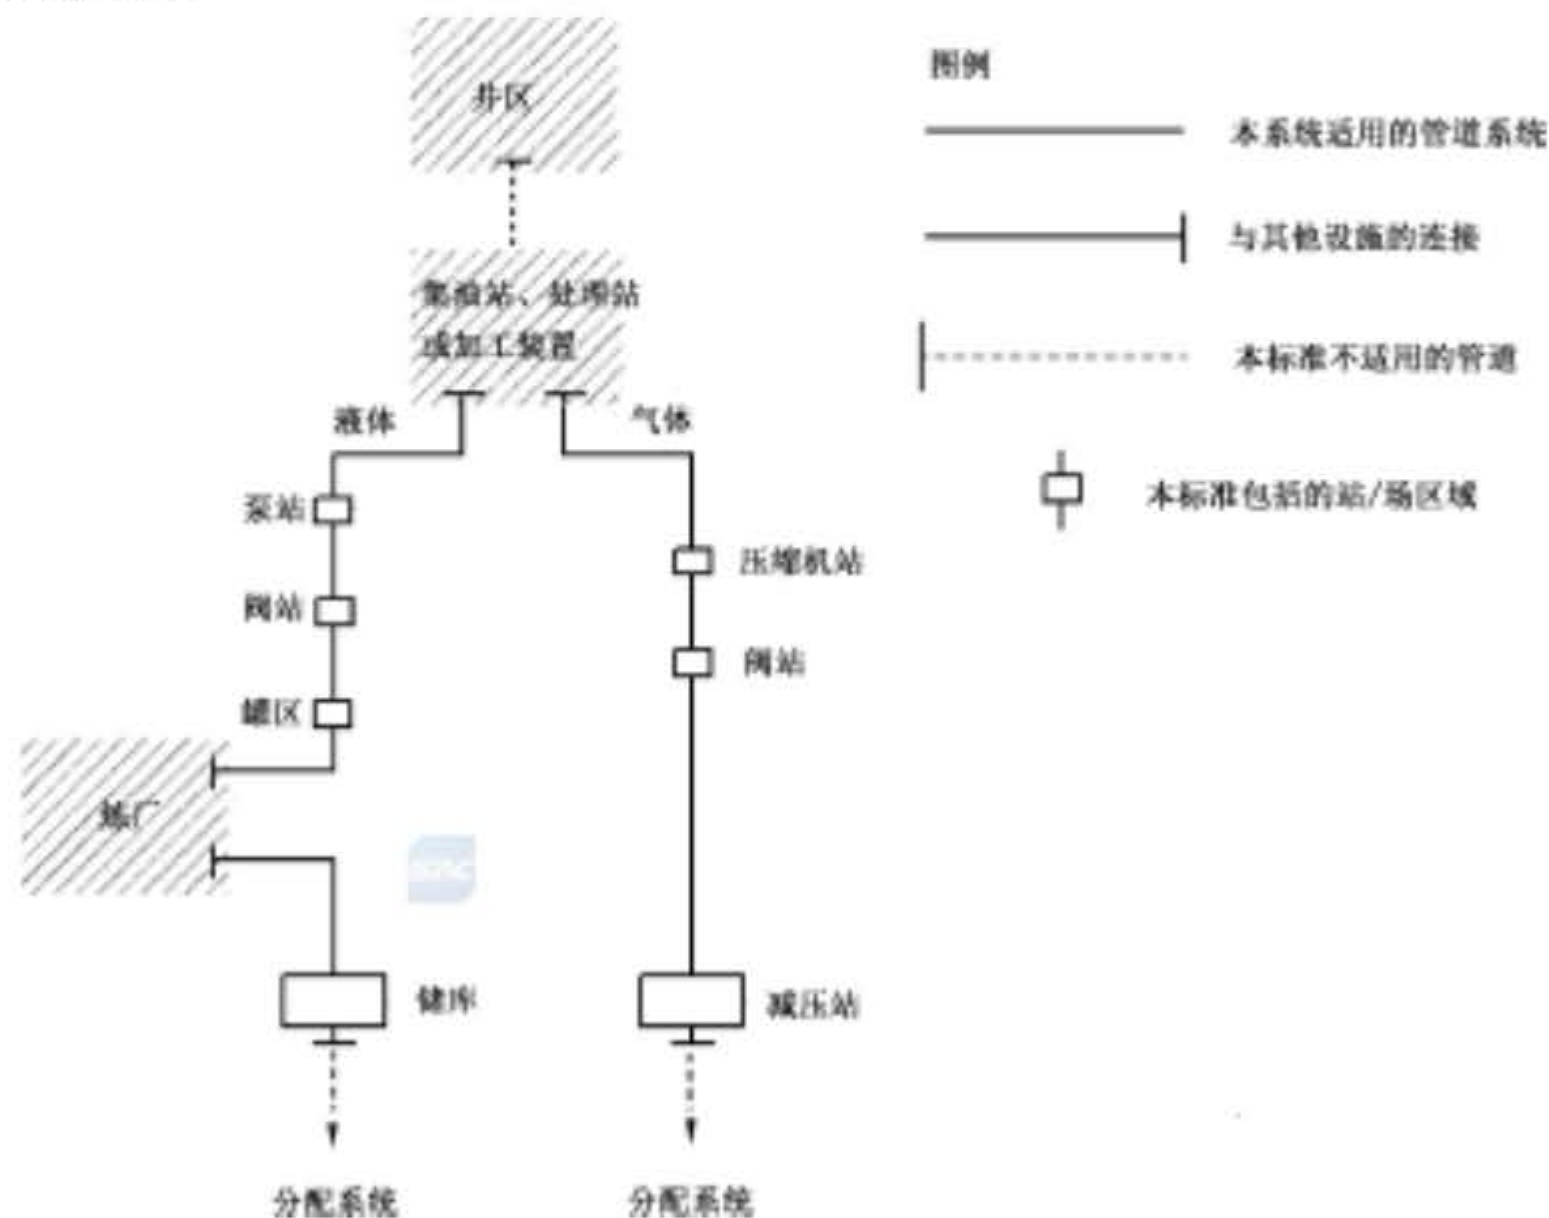 井区
图例
本系统适用的管道系统
与其他设施的连接
本标准不适用的管道
本标准包括的站/场区域
集油站、处理站
或加工装置
液体
气体
泵站
压缩机站
阀站
阀站
罐区
炼厂
储库
减压站
分配系统
分配系统